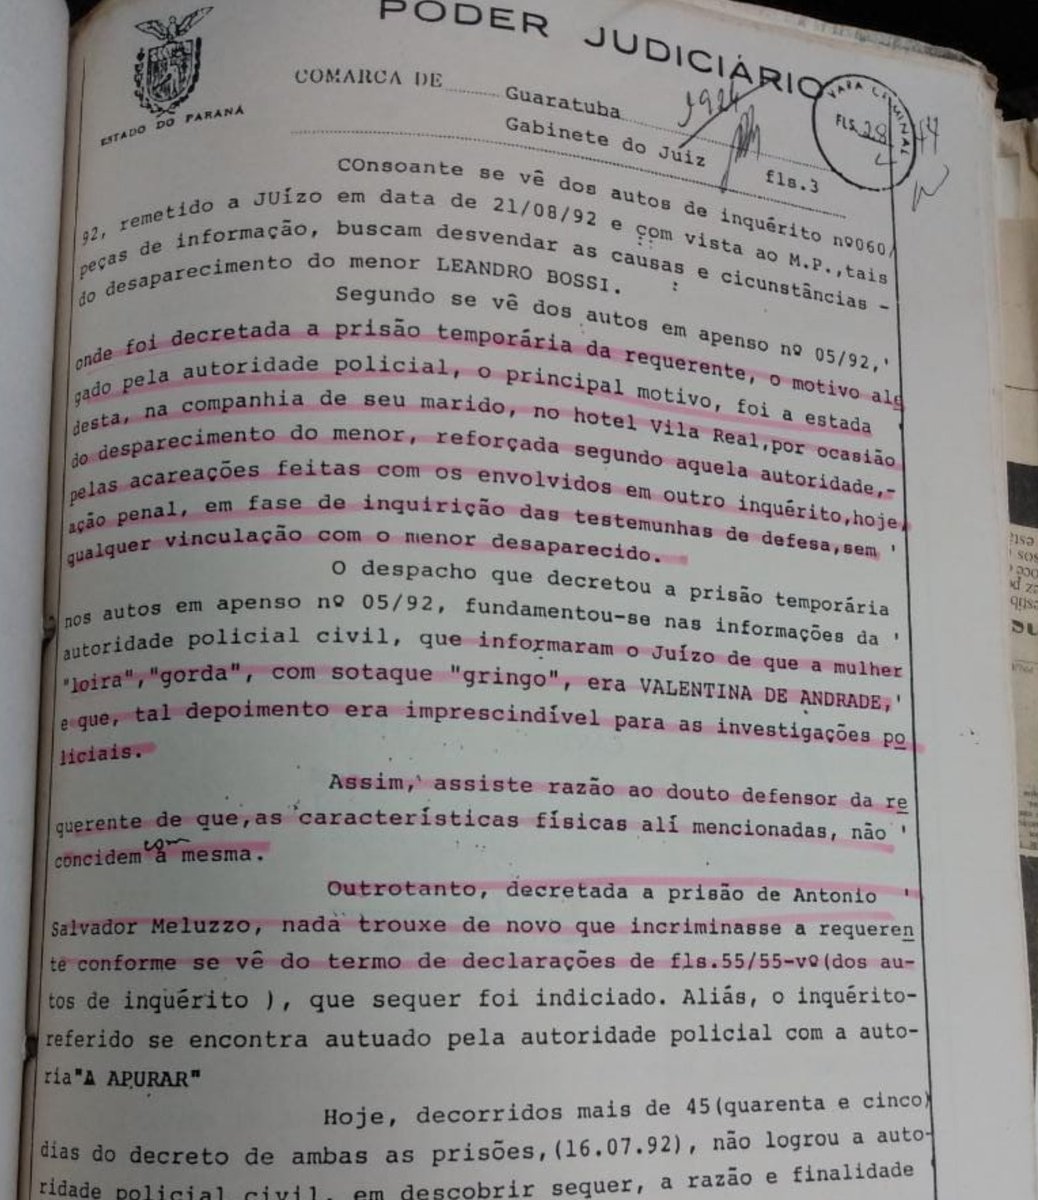 PODER JUDICIÁRIO
ESTADO DO PARANÁ
COMARCA DE Guaratuba
Gabinete do Juiz
VARA CRIMINAL
FLS. 28
fls.3
COnsoante se vê dos autos de inquérito nº060/
92, remetido a JUízo em data de 21/08/92 e com vista ao M.P.,tais
peças de informação, buscam desvendar as causas e cicunstâncias -
do desaparecimento do menor LEANDRO BOSSI.
Segundo se vê dos autos em apenso nº 05/92,'
onde foi decretada a prisão temporária da requerente, o motivo ale
gado pela autoridade policial, o principal motivo, foi a estada
desta, na companhia de seu marido, no hotel Vila Real,por ocasião
do desparecimento do menor, reforçada segundo aquela autoridade,-
pelas acareações feitas com os envolvidos em outro inquérito,hoje,
ação penal, em fase de inquirição das testemunhas de defesa,sem '
qualquer vinculação com o menor desaparecido.
O despacho que decretou a prisão temporária
nos autos em apenso nº 05/92, fundamentou-se nas informações da '
autoridade policial civil, que informaram o Juízo de que a mulher
"loira","gorda", com sotaque "gringo", era VALENTINA DE ANDRADE,'
e que, tal depoimento era imprescindível para as investigações po
liciais.
Assim,' assiste razão ao douto defensor da re
querente de que,as características físicas alí mencionadas, não '
concidem com a mesma.
Outrotanto, decretada a prisão de Antonio '
Salvador Meluzzo, nada trouxe de novo que incriminasse a requeren
te conforme se vê do termo de declarações de fls.55/55-vº(dos au-
tos de inquérito ), que sequer foi indiciado. Aliás, o inquérito-
referido se encontra autuado pela autoridade policial com a auto-
ria"A APURAR"
Hoje, decorridos mais de 45(quarenta e cinco)
dias do decreto de ambas as prisões,(16.07.92), não logrou a auto-
ridade policial civil, em descobrir sequer, a razão e finalidade